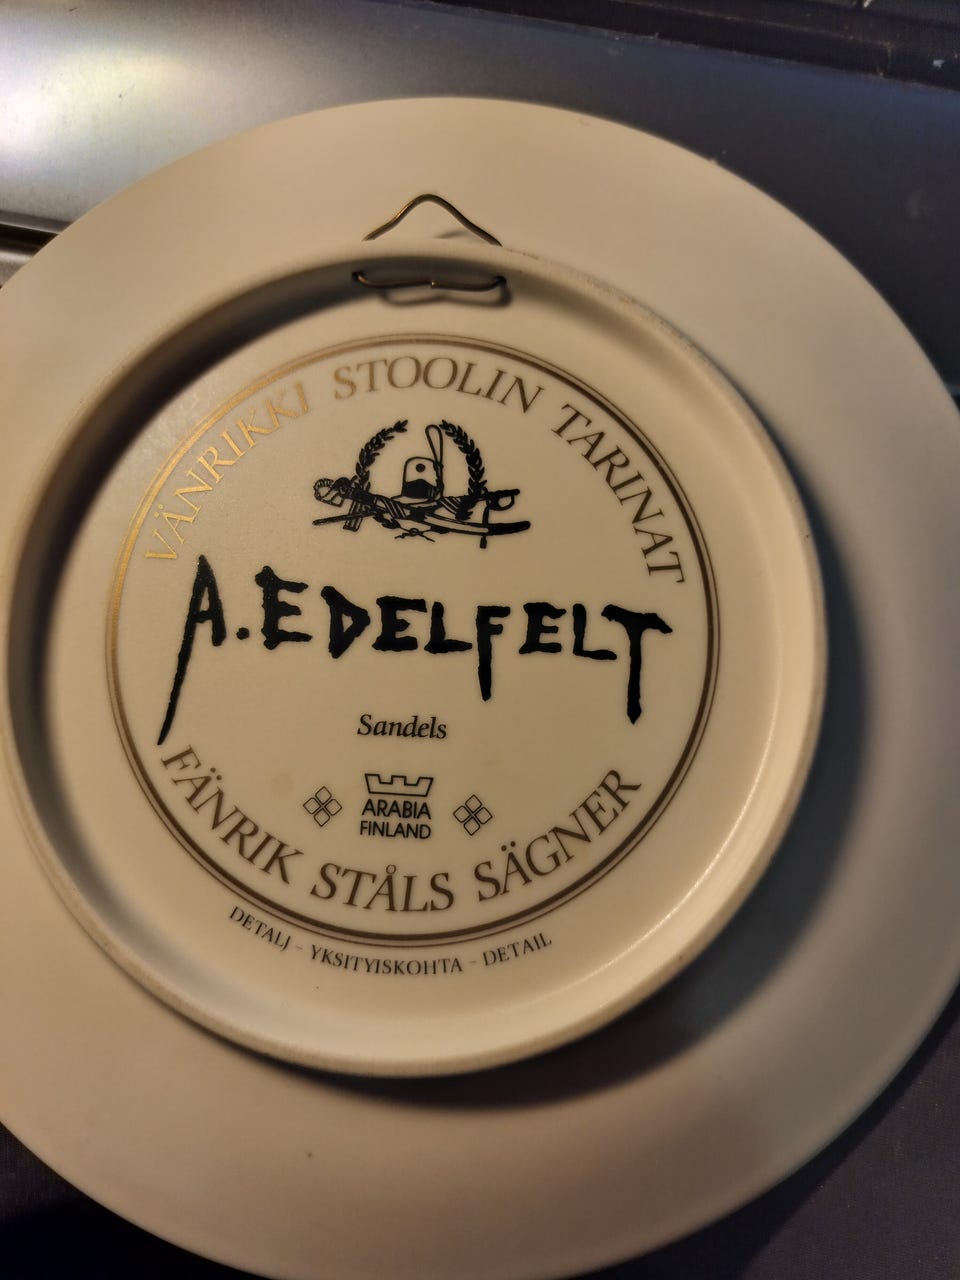 VÄNRIKKI STOOLIN TARINAT
A.EDELFELT
Sandels
ARABIA
FINLAND
FÄNRIK STÅLS SÄGNER
DETALJ – YKSITYISKOHTA – DETAIL